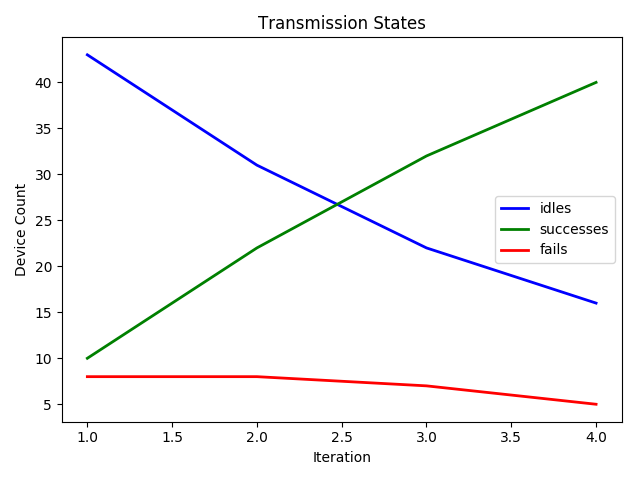 Transmission States
Device Count
40
35
30
25
20
15
10
5
idles
successes
fails
1.0 1.5 2.0 2.5 3.0 3.5 4.0
Iteration